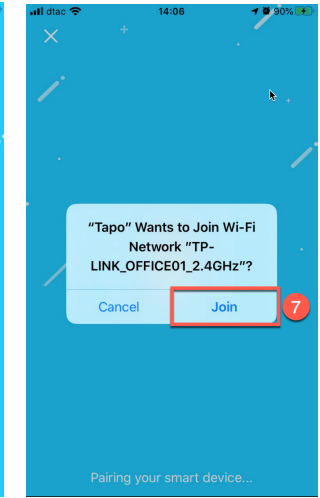 dtac 14:06 90%
"Tapo" Wants to Join Wi-Fi
Network "TP-
LINK_OFFICE01_2.4GHz"?
Cancel Join 7
Pairing your smart device...